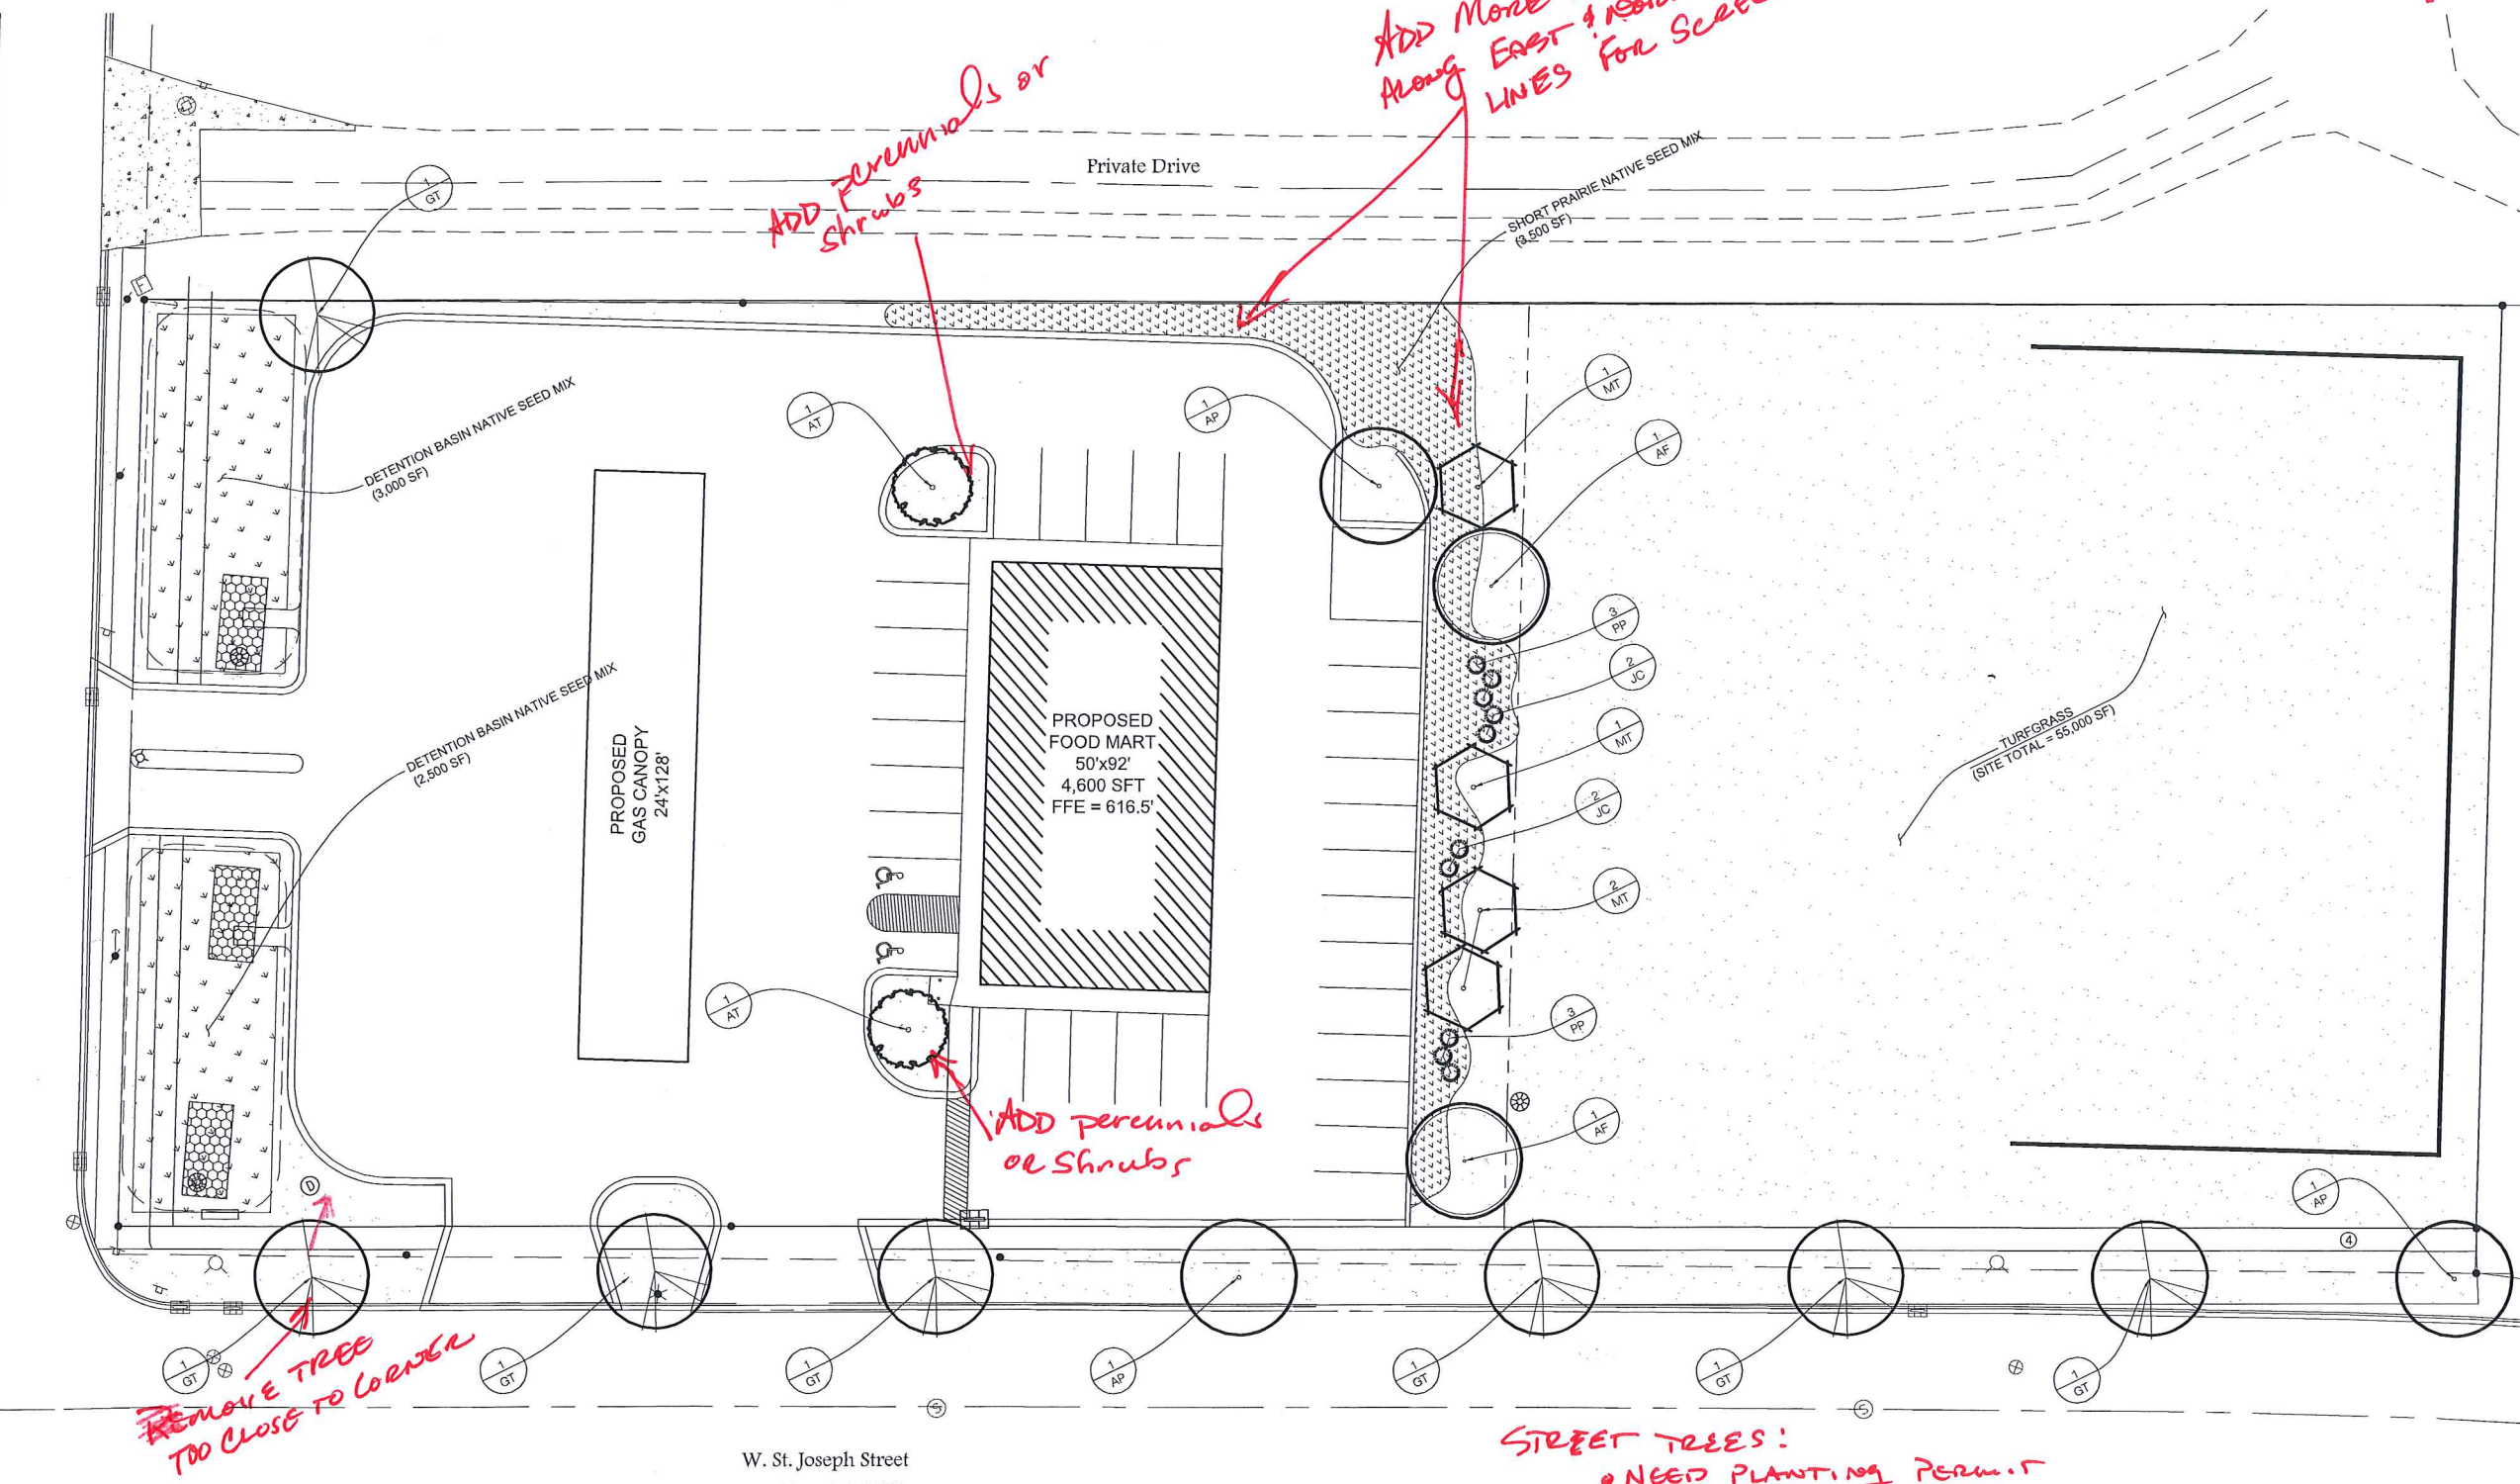 ADD MORE
ALONG EAST &
LINES FOR
ADD perennials or
shrubs
Private Drive
SHORT PRAIRIE NATIVE SEED MIX
(3,500 SF)
1
GT
F
DETENTION BASIN NATIVE SEED MIX
(3,000 SF)
1
AT
1
AP
1
MT
1
AF
3
PP
2
JC
1
MT
2
JC
2
MT
3
PP
1
AF
DETENTION BASIN NATIVE SEED MIX
(2,500 SF)
PROPOSED
GAS CANOPY
24'x128'
PROPOSED
FOOD MART
50'x92'
4,600 SFT
FFE = 616.5'
TURFGRASS
(SITE TOTAL = 55,000 SF)
1
AT
ADD perennials
OR Shrubs
D
1
AP
4
1
GT
1
GT
1
GT
1
AP
1
GT
1
GT
1
GT
REMOVE TREE
TOO CLOSE TO CORNER
S
S
W. St. Joseph Street
STREET TREES:
• NEED PLANTING PERMIT